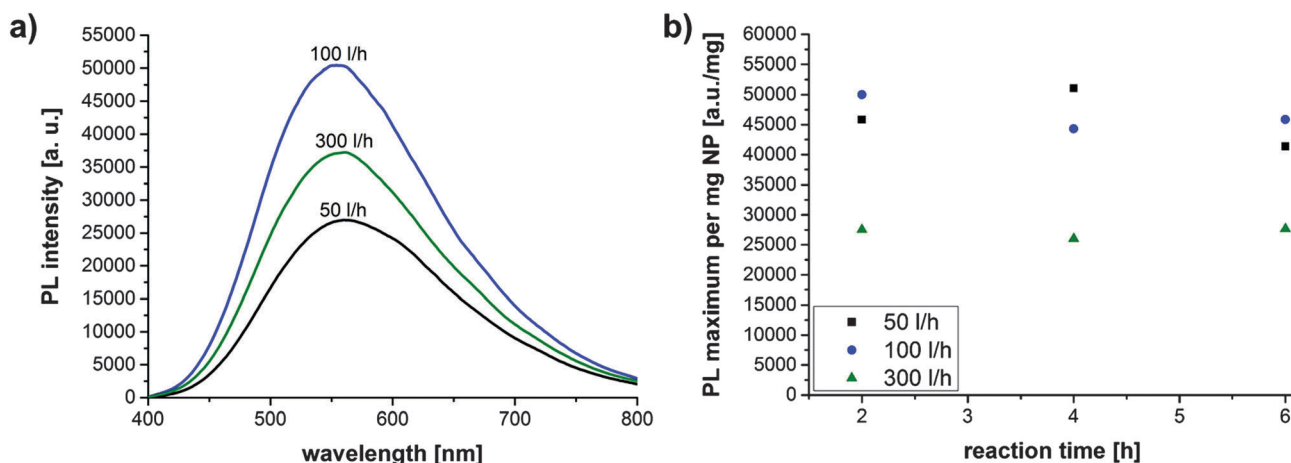 a)
PL intensity [a. u.]
55000
50000
45000
40000
35000
30000
25000
20000
15000
10000
5000
0
100 l/h
300 l/h
50 l/h
400
500
600
700
800
wavelength [nm]
b)
PL maximum per mg NP [a.u./mg]
60000
55000
50000
45000
40000
35000
30000
25000
20000
15000
10000
5000
0
50 l/h
100 l/h
300 l/h
2
3
4
5
6
reaction time [h]